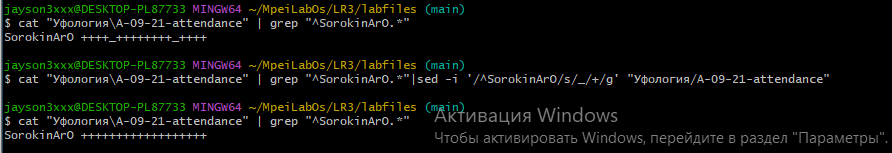 jayson3xxx@DESKTOP-PL87733 MINGW64 ~/MpeiLabOs/LR3/labfiles (main)
$ cat "Уфология\A-09-21-attendance" | grep "^SorokinArO.*"
SorokinArO ++++_++++++++_++++
jayson3xxx@DESKTOP-PL87733 MINGW64 ~/MpeiLabOs/LR3/labfiles (main)
$ cat "Уфология\A-09-21-attendance" | grep "^SorokinArO.*"|sed -i '/^SorokinArO/s/_/+/g' "Уфология/A-09-21-attendance"
jayson3xxx@DESKTOP-PL87733 MINGW64 ~/MpeiLabOs/LR3/labfiles (main)
$ cat "Уфология\A-09-21-attendance" | grep "^SorokinArO.*"
SorokinArO ++++++++++++++++++
Активация Windows
Чтобы активировать Windows, перейдите в раздел "Параметры".